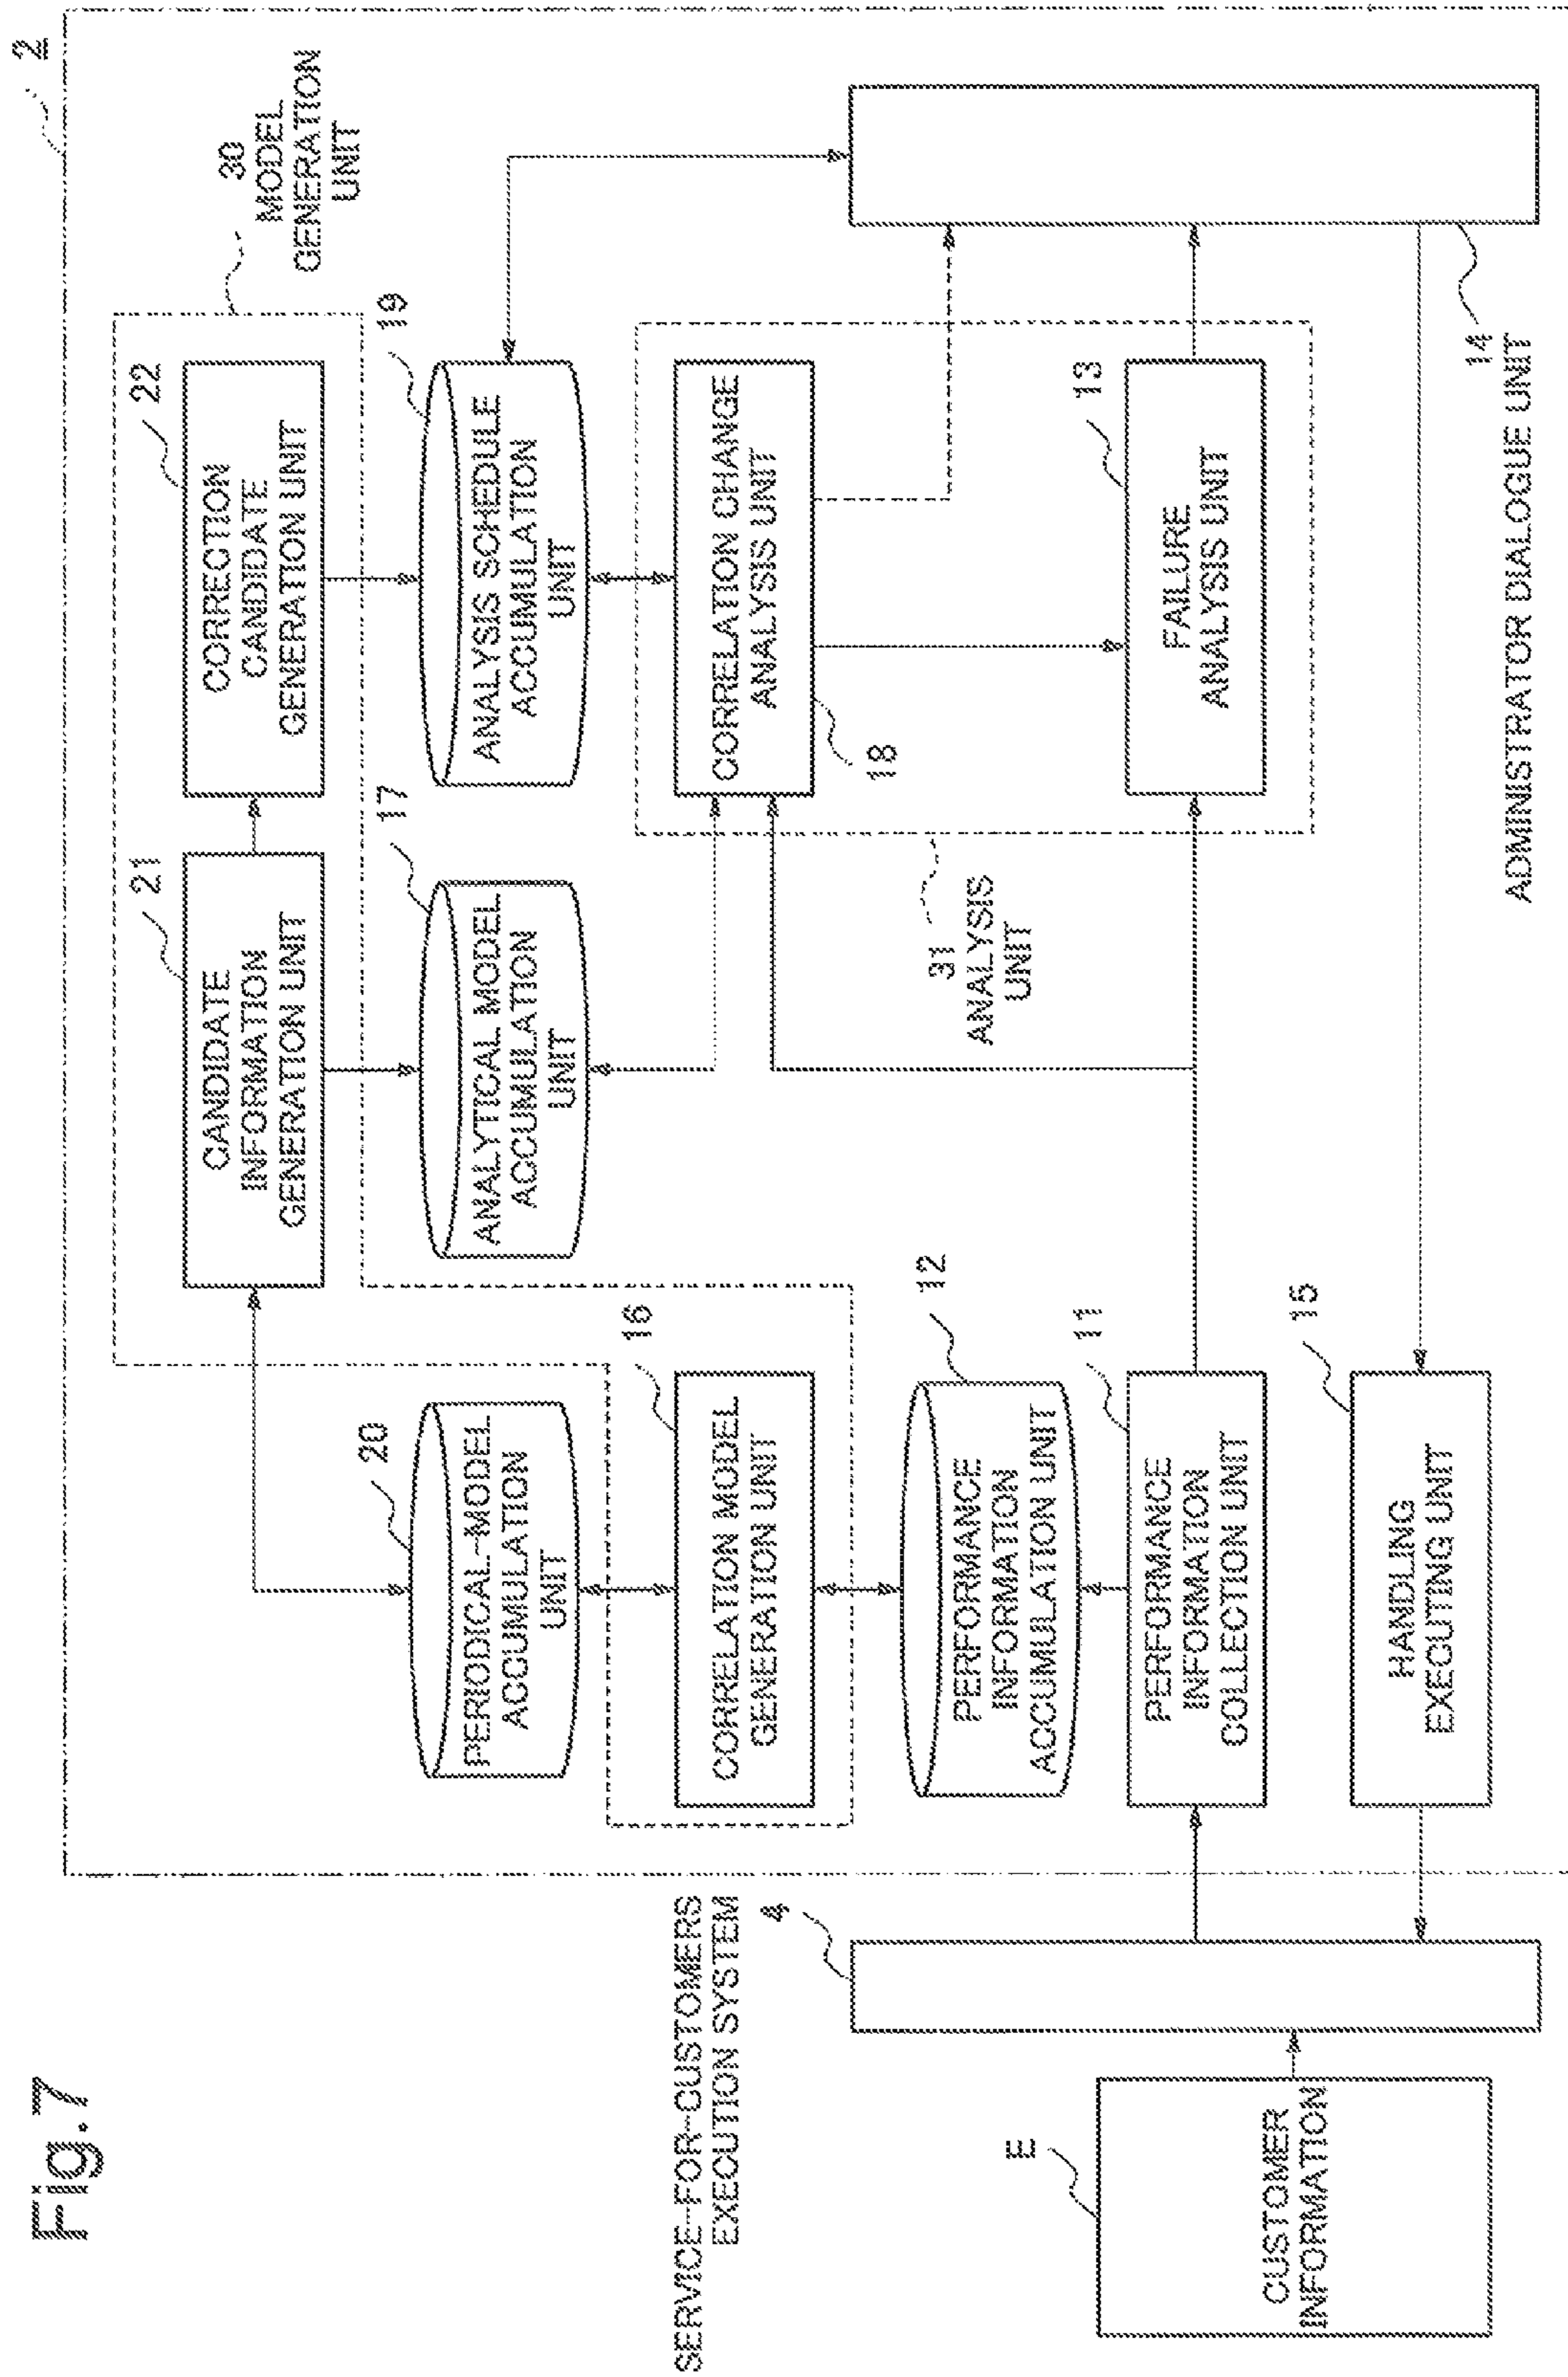 Fig.7
2
30
MODEL
GENERATION
UNIT
21
CANDIDATE
INFORMATION
GENERATION UNIT
22
CORRECTION
CANDIDATE
GENERATION UNIT
20
PERIODICAL-MODEL
ACCUMULATION
UNIT
17
ANALYTICAL MODEL
ACCUMULATION
UNIT
19
ANALYSIS SCHEDULE
ACCUMULATION
UNIT
SERVICE-FOR-CUSTOMERS
EXECUTION SYSTEM
4
16
CORRELATION MODEL
GENERATION UNIT
CORRELATION CHANGE
ANALYSIS UNIT
18
12
PERFORMANCE
INFORMATION
ACCUMULATION UNIT
31
ANALYSIS
UNIT
E
CUSTOMER
INFORMATION
11
PERFORMANCE
INFORMATION
COLLECTION UNIT
13
FAILURE
ANALYSIS UNIT
15
HANDLING
EXECUTING UNIT
14
ADMINISTRATOR DIALOGUE UNIT